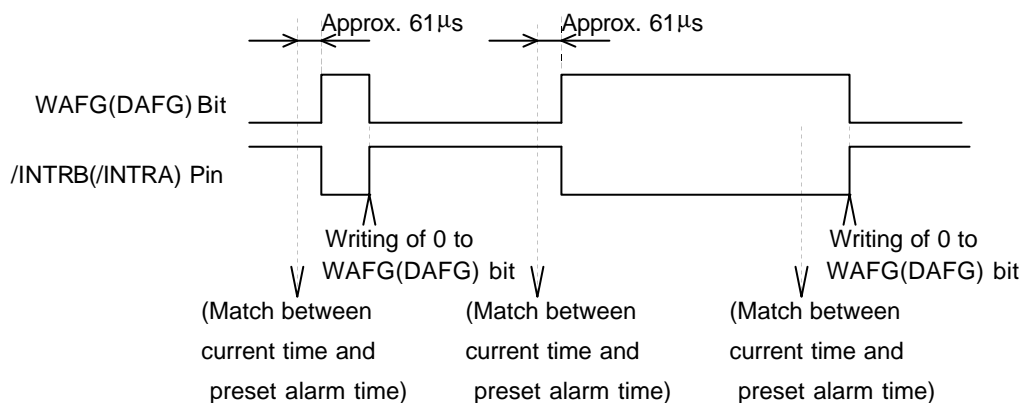 Approx. 61μs Approx. 61μs
WAFG(DAFG) Bit
/INTRB(/INTRA) Pin
Writing of 0 to
WAFG(DAFG) bit
Writing of 0 to
WAFG(DAFG) bit
(Match between
current time and
preset alarm time)
(Match between
current time and
preset alarm time)
(Match between
current time and
preset alarm time)